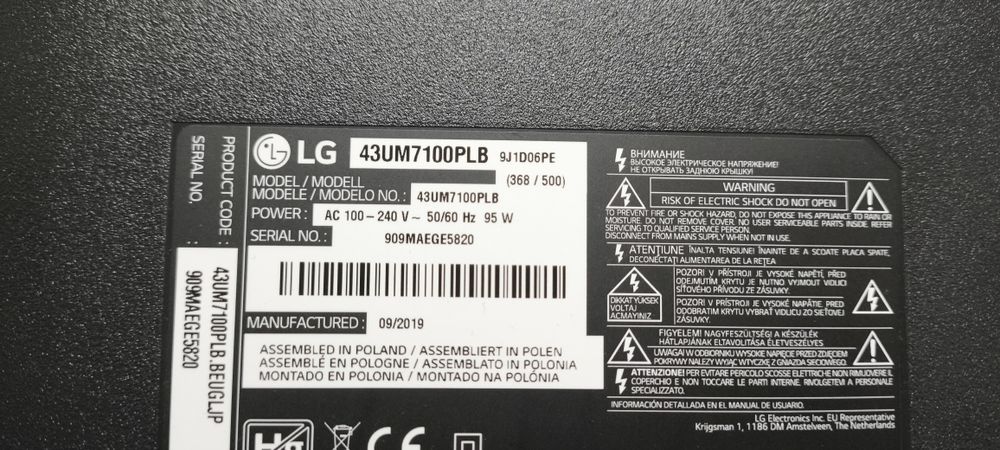 PRODUCT CODE :
SERIAL NO.
43UM7100PLB.BEUGLJP
909MAEGE5820
LG 43UM7100PLB 9J1D06PE
(368 / 500)
MODEL / MODELL
MODELE / MODELO NO. : 43UM7100PLB
POWER : AC 100 – 240 V ~ 50/60 Hz 95 W
SERIAL NO. : 909MAEGE5820
MANUFACTURED : 09/2019
ASSEMBLED IN POLAND / ASSEMBLIERT IN POLEN
ASSEMBLÉ EN POLOGNE / ASSEMBLATO IN POLONIA
MONTADO EN POLONIA / MONTADO NA POLÓNIA
CE
ВНИМАНИЕ
ВЫСОКОЕ ЭЛЕКТРИЧЕСКОЕ НАПРЯЖЕНИЕ!
НЕ ОТКРЫВАТЬ ЗАДНЮЮ КРЫШКУ!
WARNING
RISK OF ELECTRIC SHOCK DO NOT OPEN
TO PREVENT FIRE OR SHOCK HAZARD, DO NOT EXPOSE THIS APPLIANCE TO RAIN OR
MOISTURE. DO NOT REMOVE COVER. NO USER SERVICEABLE PARTS INSIDE. REFER
SERVICING TO QUALIFIED SERVICE PERSON.
DISCONNECT FROM MAINS SUPPLY WHEN NOT IN USE.
ATENȚIUNE ÎNALTA TENSIUNE! ÎNAINTE DE A SCOATE PLACA SPATE,
DECONECTAȚI ALIMENTAREA DE LA REȚEA
DIKKAT YÜKSEK
VOLTAJ
AÇMAYINIZ
POZOR! V PŘÍSTROJI JE VYSOKÉ NAPĚTÍ, PŘED
ODEJMUTÍM KRYTU JE NUTNO VYJMOUT VIDLICI
SÍŤOVÉHO PŘÍVODU ZE ZÁSUVKY.
POZOR! V PRÍSTROJI JE VYSOKÉ NAPÄTIE, PRED
ODOBRATÍM KRYTU VYBRAŤ VIDLICU ZO SIEŤOVEJ
ZÁSUVKY.
FIGYELEM! NAGYFESZÜLTSÉG! A KÉSZÜLÉK
HÁTLAPJÁNAK ELTÁVOLÍTÁSA ÉLETVESZÉLYES
UWAGA! W ODBIORNIKU WYSOKIE NAPIĘCIE PRZED ZDJĘCIEM
POKRYWY NALEŻY WYJĄĆ WTYCZKĘ Z GNIAZDA SIECIOWEGO.
ATTENZIONE! PER EVITARE PERICOLO SCOSSE ELETTRICHE NON RIMUOVERE IL
COPERCHIO E NON TOCCARE LE PARTI INTERNE. RIVOLGETEVI A PERSONALE
SPECIALIZZATO.
INFORMACIÓN DETALLADA EN EL MANUAL DE USUARIO.
LG Electronics Inc. EU Representative
Krijgsman 1, 1186 DM Amstelveen, The Netherlands